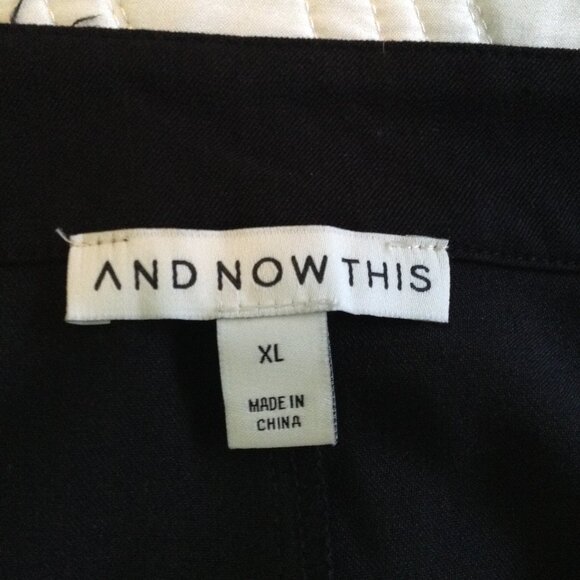 AND NOW THIS
XL
MADE IN
CHINA